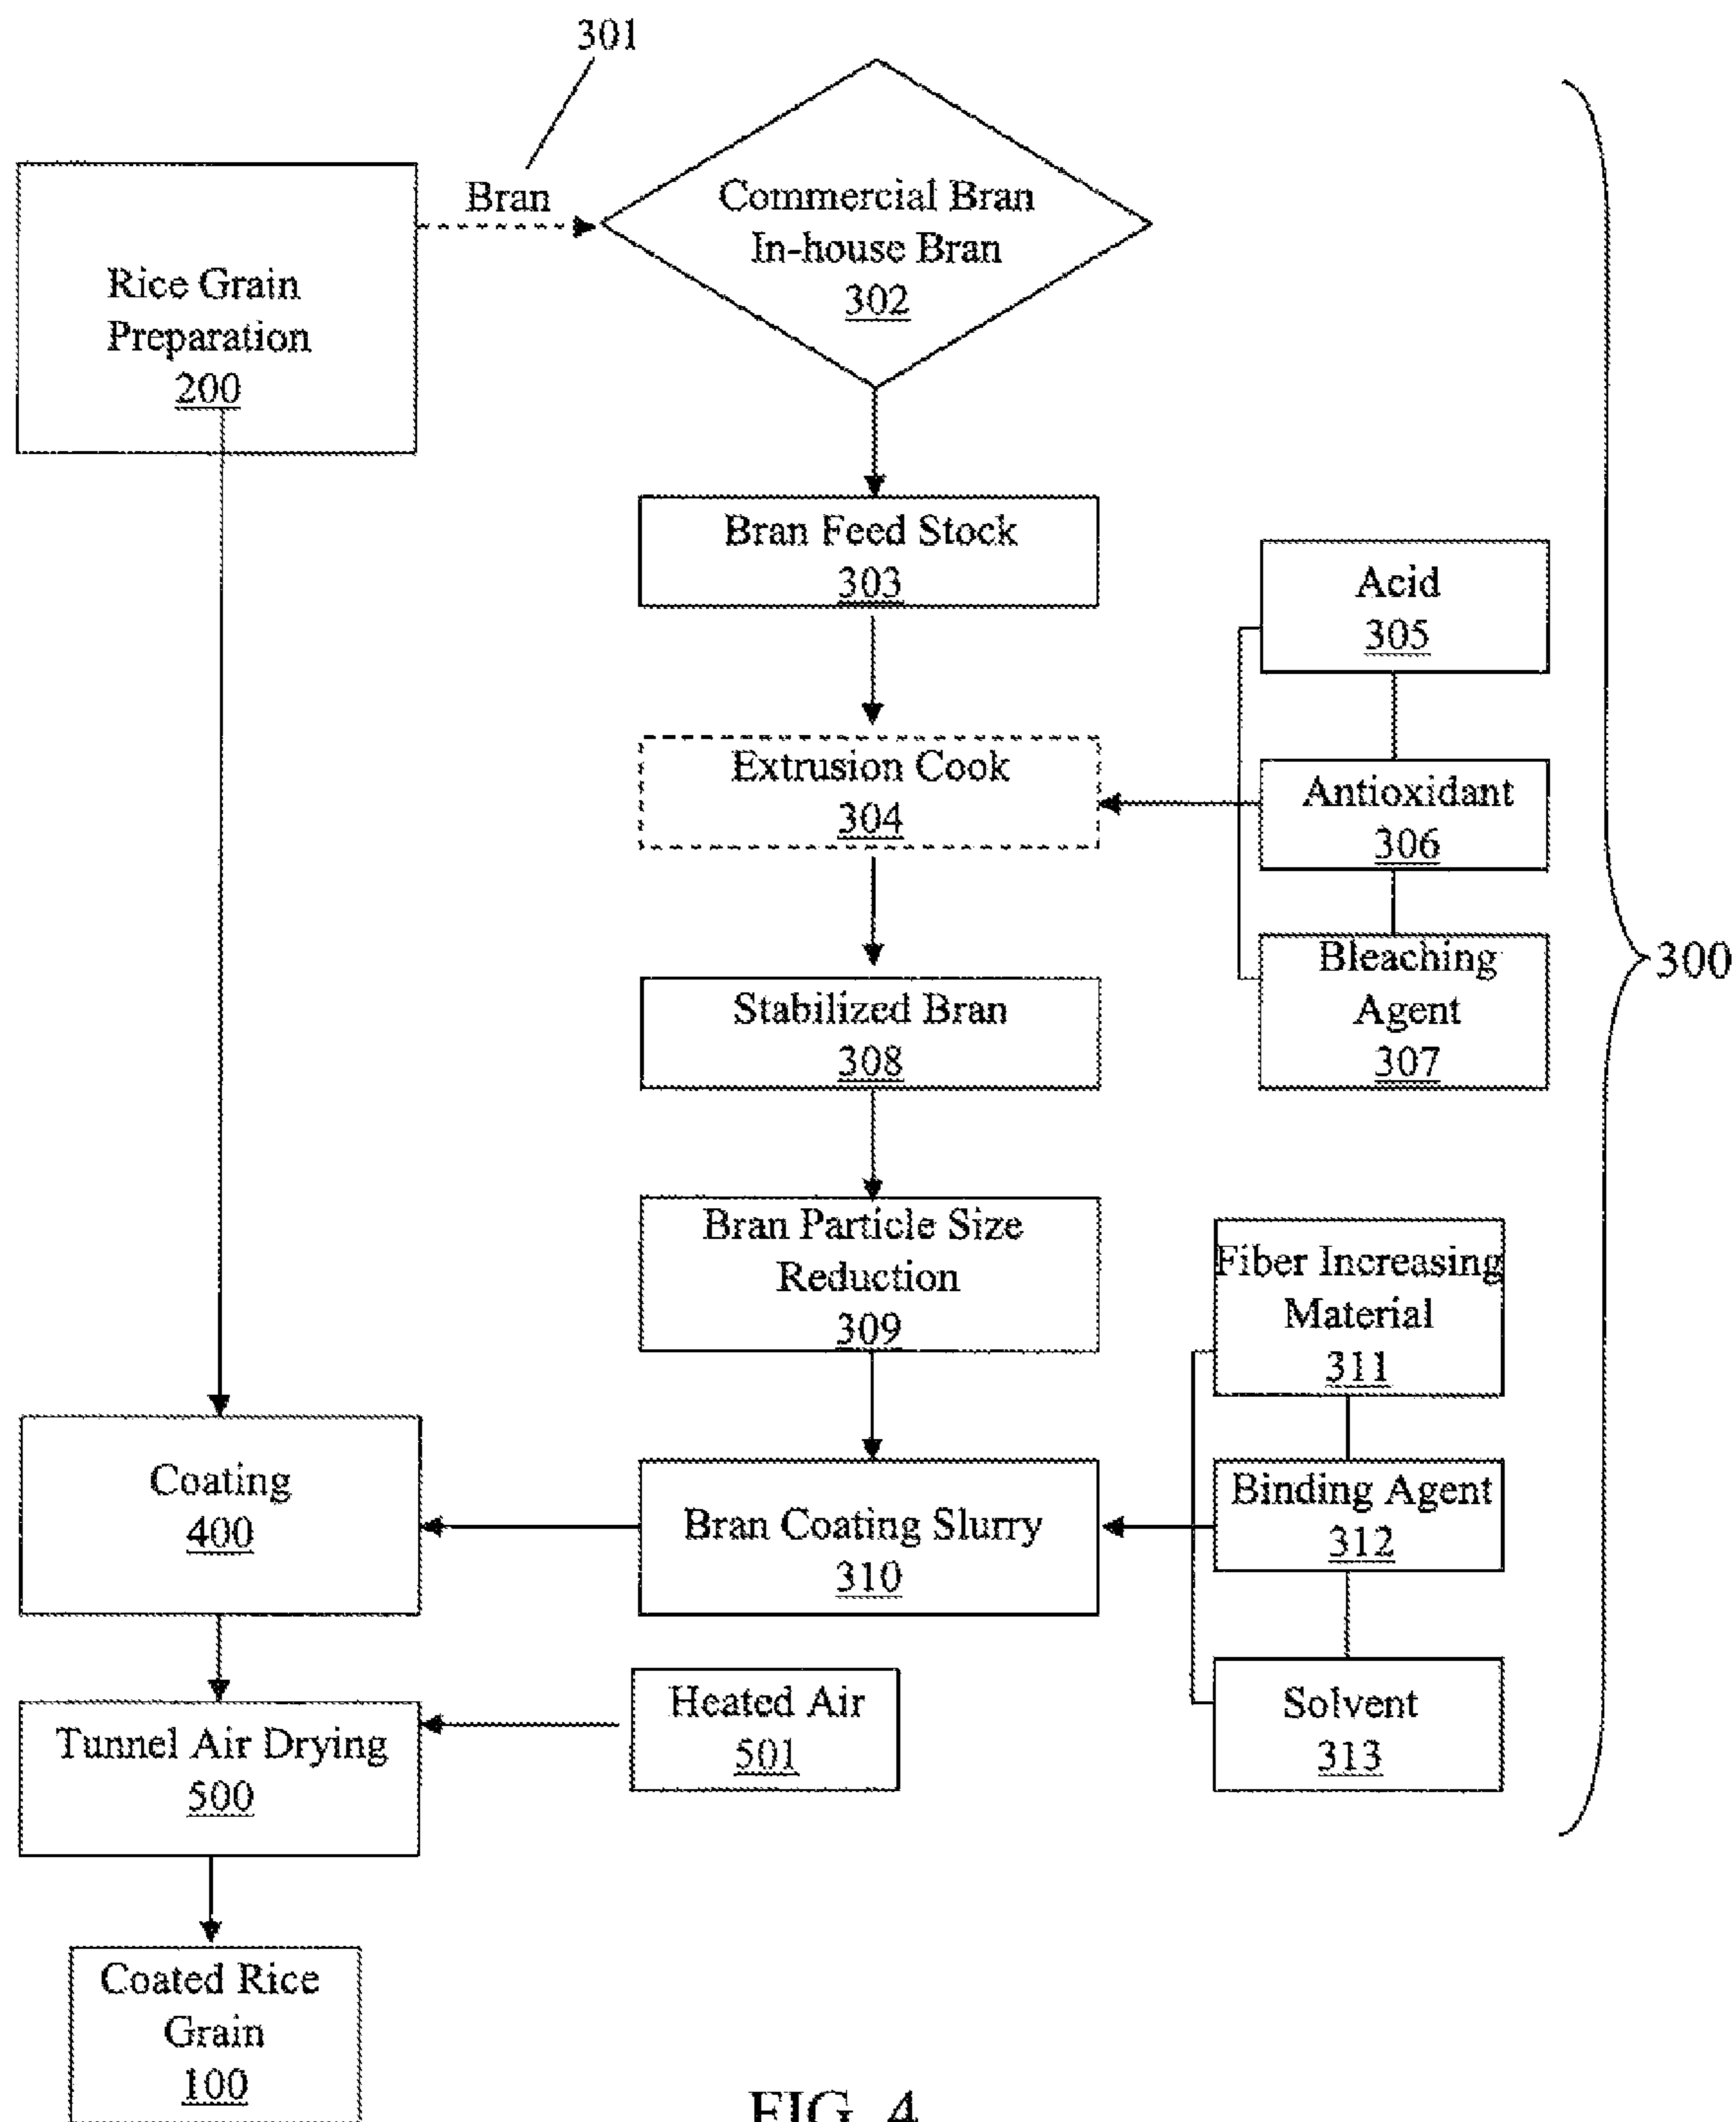 301
Bran
Commercial Bran
In-house Bran
302
Rice Grain
Preparation
200
Bran Feed Stock
303
Acid
305
Extrusion Cook
304
Antioxidant
306
Bleaching
Agent
307
300
Stabilized Bran
308
Bran Particle Size
Reduction
309
Fiber Increasing
Material
311
Coating
400
Bran Coating Slurry
310
Binding Agent
312
Heated Air
501
Solvent
313
Tunnel Air Drying
500
Coated Rice
Grain
100
FIG. 4